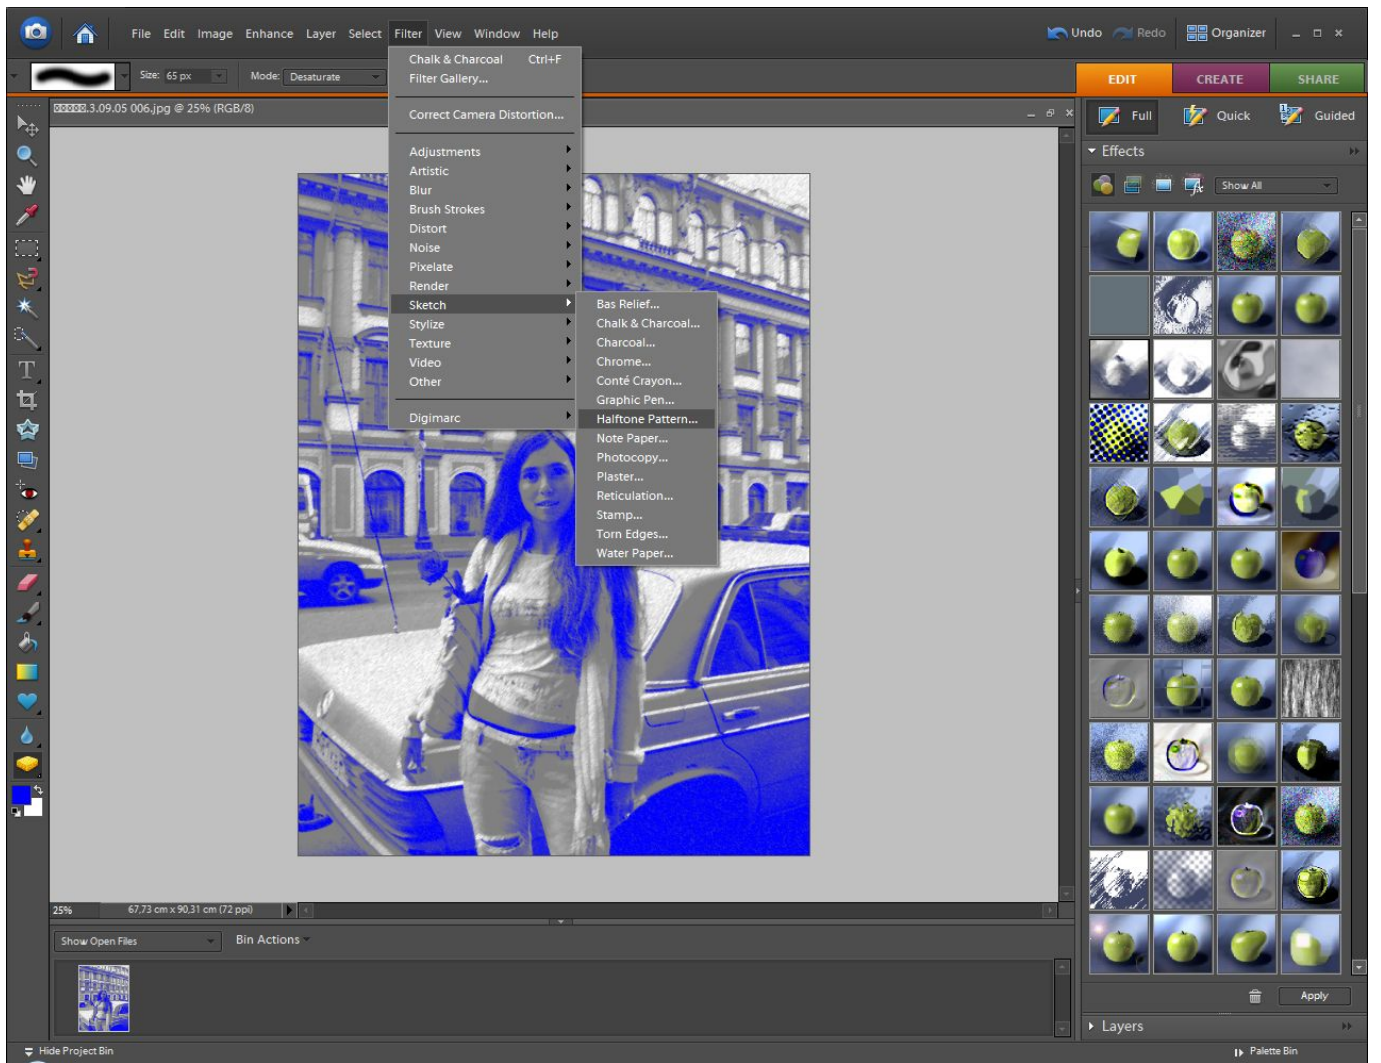 File Edit Image Enhance Layer Select Filter View Window Help
Undo Redo Organizer
Size: 65 px Mode: Desaturate
EDIT CREATE SHARE
.3.09.05 006.jpg @ 25% (RGB/8)
Full Quick Guided
Effects
Show All
Chalk & Charcoal Ctrl+F
Filter Gallery...
Correct Camera Distortion...
Adjustments
Artistic
Blur
Brush Strokes
Distort
Noise
Pixelate
Render
Sketch
Stylize
Texture
Video
Other
Digimarc
Bas Relief...
Chalk & Charcoal...
Charcoal...
Chrome...
Conté Crayon...
Graphic Pen...
Halftone Pattern...
Note Paper...
Photocopy...
Plaster...
Reticulation...
Stamp...
Torn Edges...
Water Paper...
25% 67,73 cm x 90,31 cm (72 ppi)
Show Open Files Bin Actions
Apply
Layers
Hide Project Bin
Palette Bin